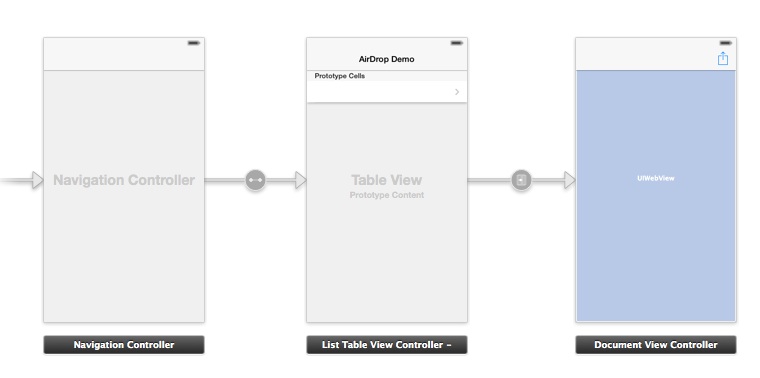 AirDrop Demo
Prototype Cells
Navigation Controller
Table View
Prototype Content
UIWebView
Navigation Controller
List Table View Controller -
Document View Controller